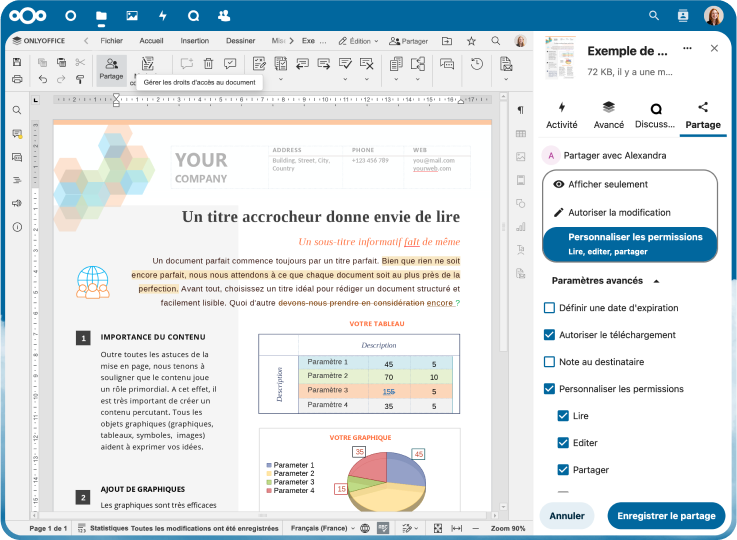 ONLYOFFICE
Fichier
Accueil
Insertion
Dessiner
Exe ...
Édition
Partager
Partage
Gérer les droits d'accès au document
YOUR
COMPANY
ADDRESS
Building, Street, City,
Country
PHONE
+123 456 789
WEB
you@mail.com
yourweb.com
Un titre accrocheur donne envie de lire
Un sous-titre informatif fait de même
Un document parfait commence toujours par un titre parfait. Bien que rien ne soit
encore parfait, nous nous attendons à ce que chaque document soit au plus près de la
perfection. Avant tout, choisissez un titre idéal pour rédiger un document structuré et
facilement lisible. Quoi d'autre devons-nous prendre en considération encore ?
1
IMPORTANCE DU CONTENU
Outre toutes les astuces de la
mise en page, nous tenons à
souligner que le contenu joue
un rôle primordial. A cet effet, il
est très important de créer un
contenu percutant. Tous les
objets graphiques (graphiques,
tableaux, symboles, images)
aident à exprimer vos idées.
2
AJOUT DE GRAPHIQUES
Les graphiques sont très efficaces
VOTRE TABLEAU
Description
Description
Paramètre 1 45 5
Paramètre 2 70 10
Paramètre 3 155 5
Paramètre 4 35 5
VOTRE GRAPHIQUE
Parameter 1
Parameter 2
Parameter 3
Parameter 4
35
45
15
Page 1 de 1
Statistiques
Toutes les modifications ont été enregistrées
Français (France)
Zoom 90%
Exemple de ...
72 KB, il y a une m...
Activité
Avancé
Discuss...
Partage
A
Partager avec Alexandra
Afficher seulement
Autoriser la modification
Personnaliser les permissions
Lire, editer, partager
Paramètres avancés
Définir une date d'expiration
Autoriser le téléchargement
Note au destinataire
Personnaliser les permissions
Lire
Editer
Partager
Annuler
Enregistrer le partage